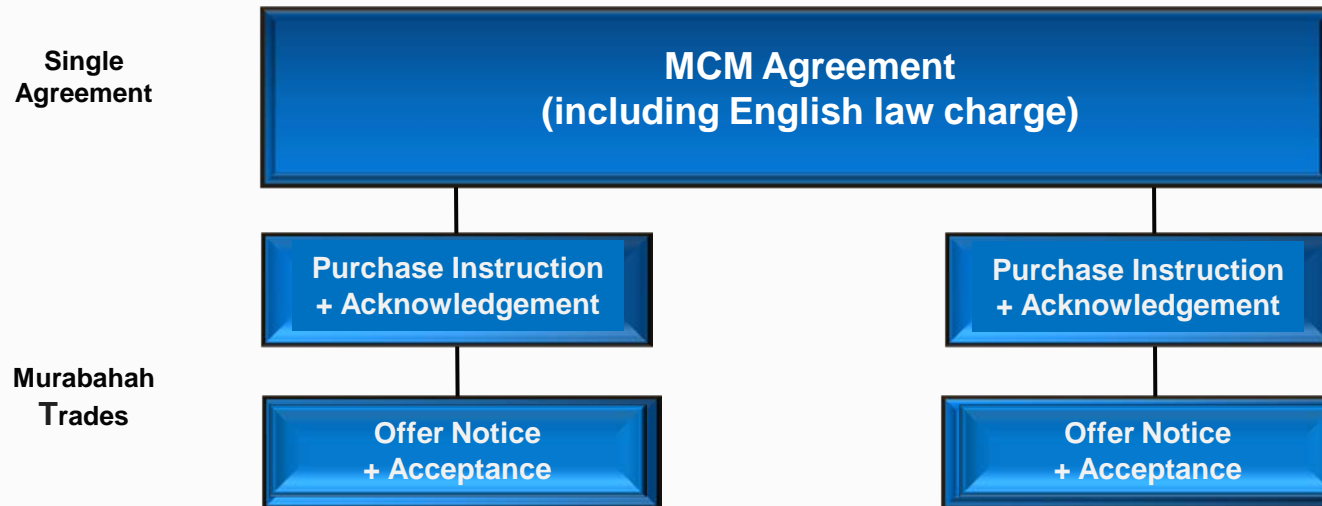 Single
Agreement
MCM Agreement
(including English law charge)
Purchase Instruction
+ Acknowledgement
Purchase Instruction
+ Acknowledgement
Murabahah
Trades
Offer Notice
+ Acceptance
Offer Notice
+ Acceptance